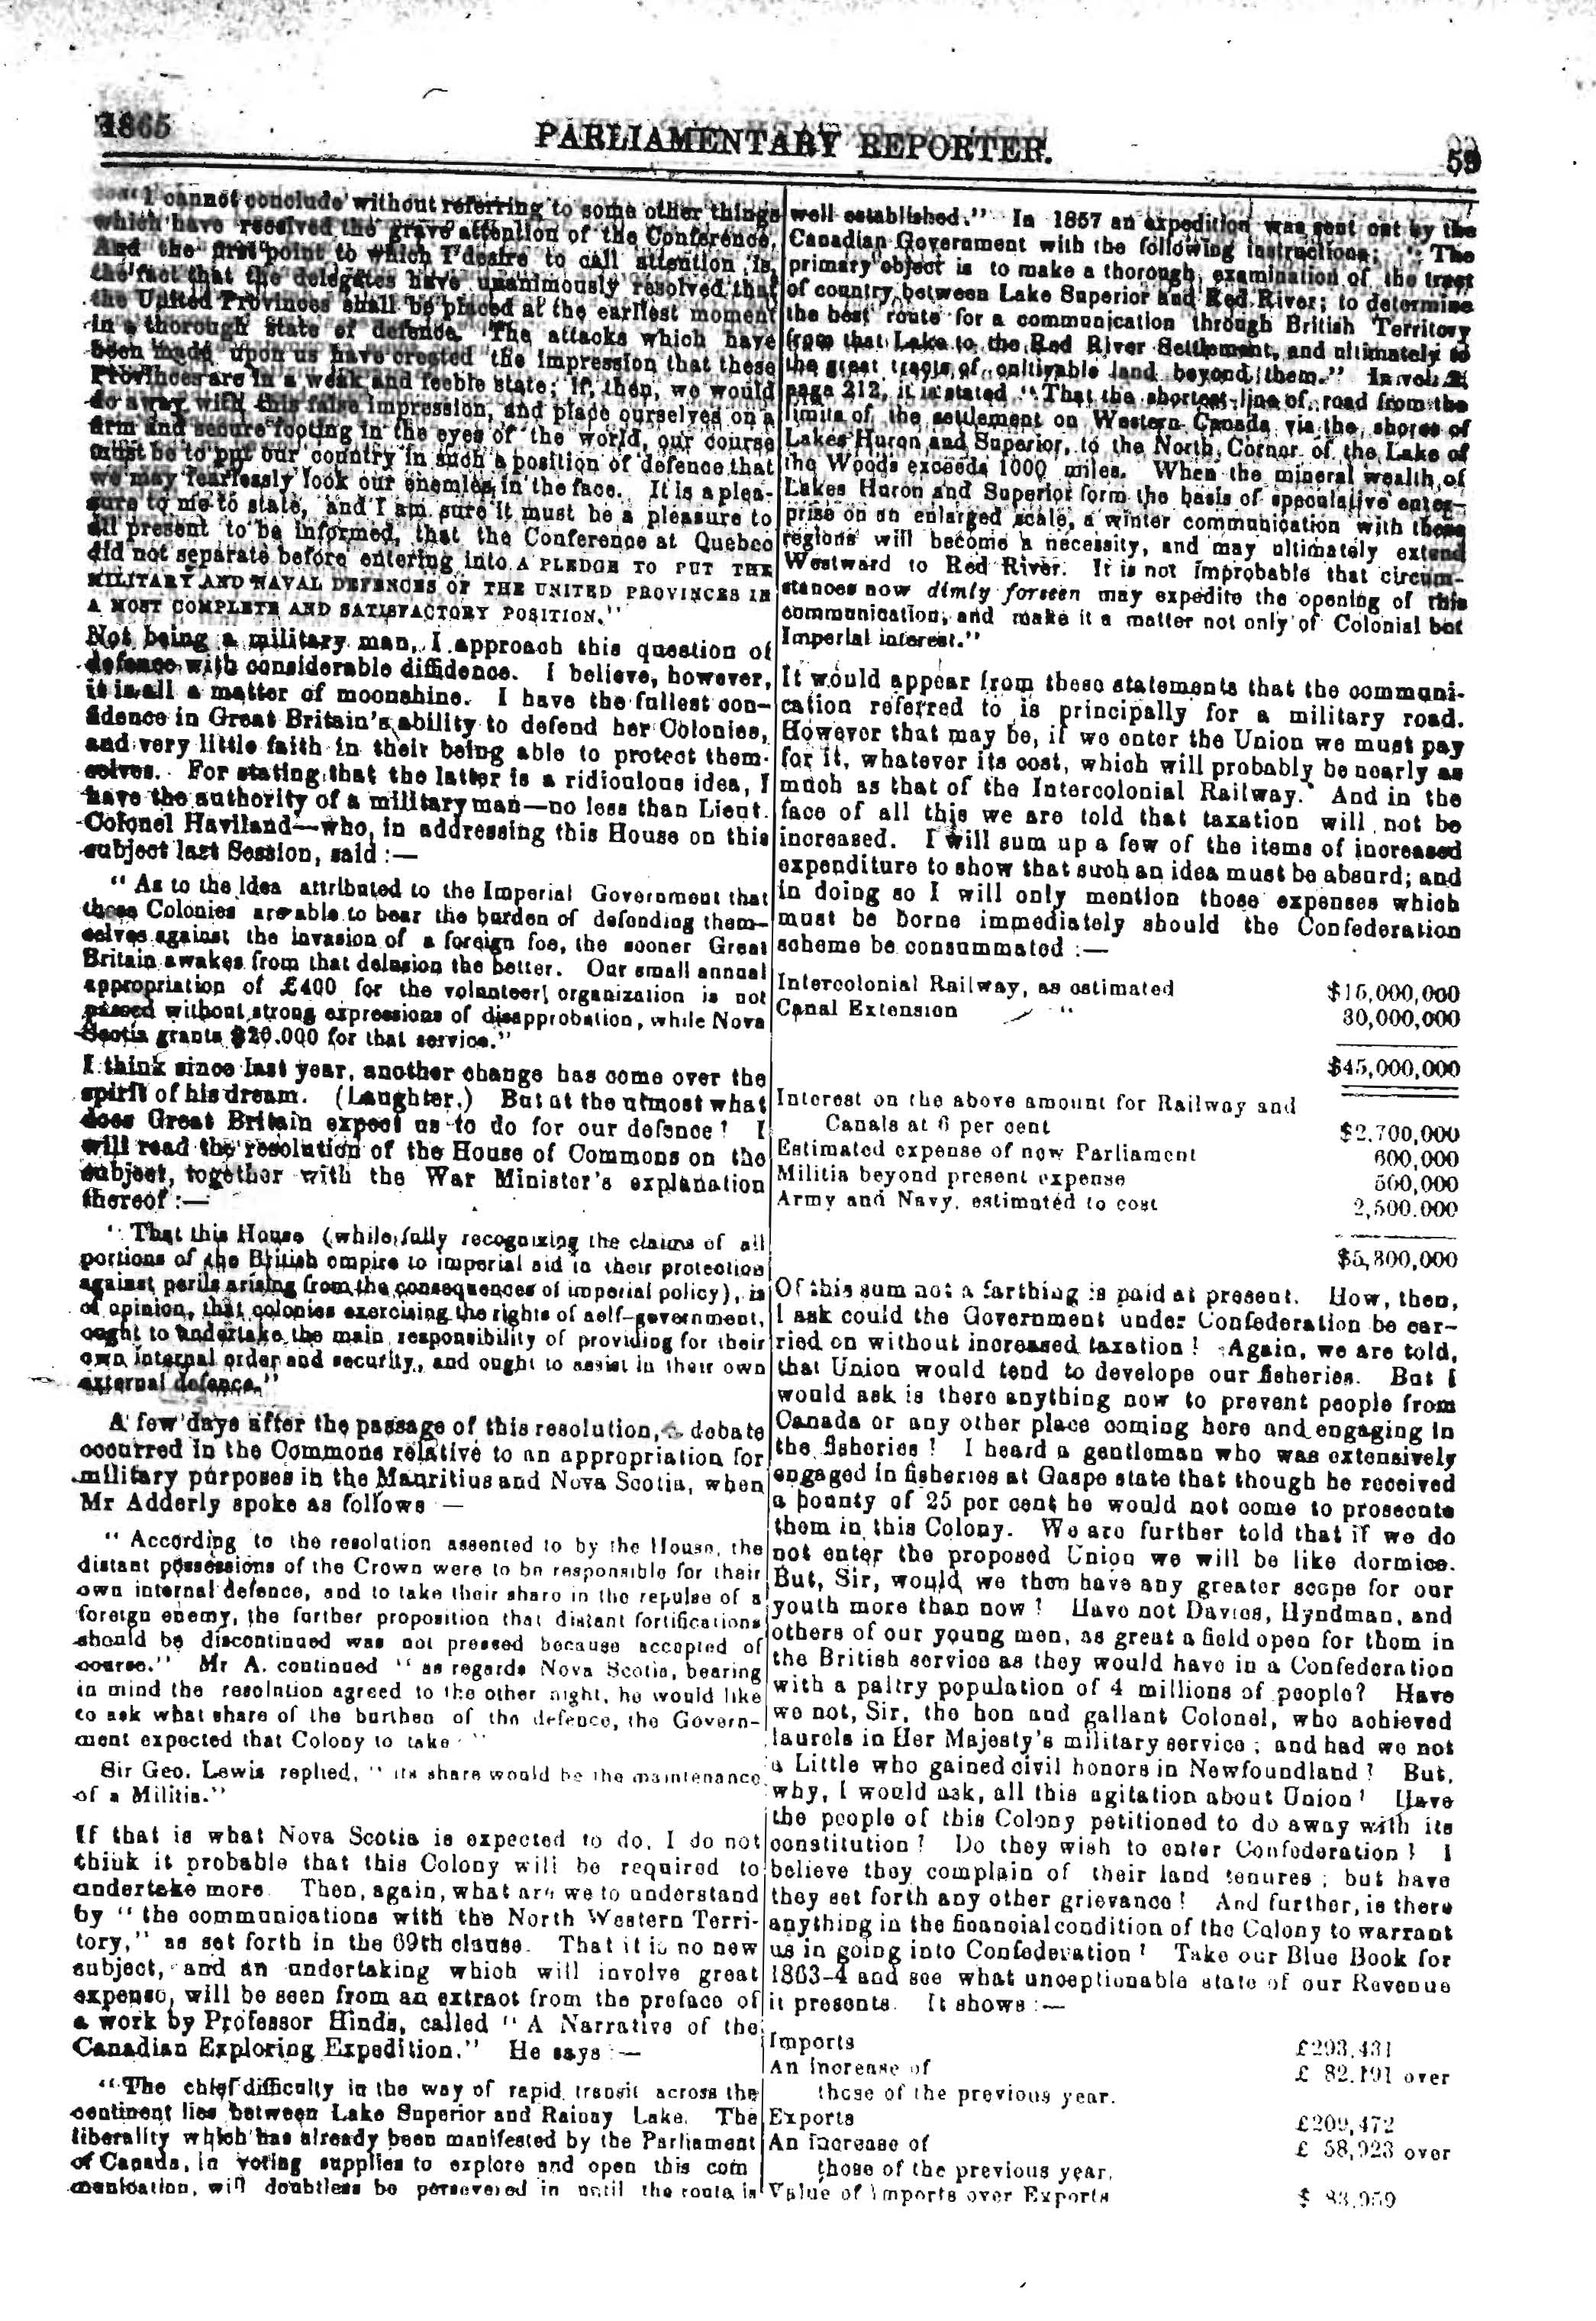 1865
PARLIAMENTARY REPORTER.
59
"I cannot conclude without referring to some other things
which have received the grave attention of the Conference.
And the first point to which I desire to call attention is,
the fact that the delegates have unanimously resolved that
the United Provinces shall be placed at the earliest moment
in a thorough state of defence. The attacks which have
been made upon us have created the impression that these
Provinces are in a weak and feeble state; if, then, we would
do away with this false impression, and place ourselves on a
firm and secure footing in the eyes of the world, our course
must be to put our country in such a position of defence that
we may fearlessly look our enemies in the face. It is a plea-
sure to me to state, and I am sure it must be a pleasure to
all present to be informed, that the Conference at Quebec
did not separate before entering into A PLEDGE TO PUT THE
MILITARY AND NAVAL DEFENCES OF THE UNITED PROVINCES IN
A MOST COMPLETE AND SATISFACTORY POSITION."
Not being a military man, I approach this question of
defence with considerable diffidence. I believe, however,
it is all a matter of moonshine. I have the fullest con-
fidence in Great Britain's ability to defend her Colonies,
and very little faith in their being able to protect them-
selves. For stating that the latter is a ridiculous idea, I
have the authority of a military man—no less than Lieut.
Colonel Haviland—who, in addressing this House on this
subject last Session, said :—
"As to the idea attributed to the Imperial Government that
these Colonies are able to bear the burden of defending them-
selves against the invasion of a foreign foe, the sooner Great
Britain awakes from that delusion the better. Our small annual
appropriation of £400 for the volunteer organization is not
passed without strong expressions of disapprobation, while Nova
Scotia grants $20.000 for that service."
I think since last year, another change has come over the
spirit of his dream. (Laughter.) But at the utmost what
does Great Britain expect us to do for our defence? I
will read the resolution of the House of Commons on the
subject, together with the War Minister's explanation
thereof :—
"That this House (while fully recognizing the claims of all
portions of the British empire to imperial aid in their protection
against perils arising from the consequences of imperial policy), is
of opinion, that colonies exercising the rights of self-government,
ought to undertake the main responsibility of providing for their
own internal order and security, and ought to assist in their own
external defence."
A few days after the passage of this resolution, a debate
occurred in the Commons relative to an appropriation for
military purposes in the Mauritius and Nova Scotia, when
Mr Adderly spoke as follows —
"According to the resolution assented to by the House, the
distant possessions of the Crown were to be responsible for their
own internal defence, and to take their share in the repulse of a
foreign enemy, the further proposition that distant fortifications
should be discontinued was not pressed because accepted of
course." Mr A. continued "as regards Nova Scotia, bearing
in mind the resolution agreed to the other night, he would like
to ask what share of the burthen of the defence, the Govern-
ment expected that Colony to take"
Sir Geo. Lewis replied, "its share would be the maintenance
of a Militia."
If that is what Nova Scotia is expected to do, I do not
think it probable that this Colony will be required to
undertake more. Then, again, what are we to understand
by "the communications with the North Western Terri-
tory," as set forth in the 69th clause. That it is no new
subject, and an undertaking which will involve great
expense, will be seen from an extract from the preface of
a work by Professor Hinds, called "A Narrative of the
Canadian Exploring Expedition." He says :—
"The chief difficulty in the way of rapid transit across the
continent lies between Lake Superior and Rainy Lake. The
liberality which has already been manifested by the Parliament
of Canada, in voting supplies to explore and open this com
munication, will doubtless be persevered in until the route is
well established." In 1857 an expedition was sent out by the
Canadian Government with the following instructions: "The
primary object is to make a thorough examination of the tract
of country between Lake Superior and Red River; to determine
the best route for a communication through British Territory
from that Lake to the Red River Settlement, and ultimately to
the great tracts of cultivable land beyond them." In vol. 2
page 212, it is stated "That the shortest line of road from the
limits of the settlement on Western Canada via the shores of
Lakes Huron and Superior, to the North Corner of the Lake of
the Woods exceeds 1000 miles. When the mineral wealth of
Lakes Huron and Superior form the basis of speculative enter-
prise on an enlarged scale, a winter communication with those
regions will become a necessity, and may ultimately extend
Westward to Red River. It is not improbable that circum-
stances now dimly forseen may expedite the opening of this
communication, and make it a matter not only of Colonial but
Imperial interest."
It would appear from these statements that the communi-
cation referred to is principally for a military road.
However that may be, if we enter the Union we must pay
for it, whatever its cost, which will probably be nearly as
much as that of the Intercolonial Railway. And in the
face of all this we are told that taxation will not be
increased. I will sum up a few of the items of increased
expenditure to show that such an idea must be absurd; and
in doing so I will only mention those expenses which
must be borne immediately should the Confederation
scheme be consummated :—
Intercolonial Railway, as estimated $15,000,000
Canal Extension " 30,000,000
$45,000,000
Interest on the above amount for Railway and
Canals at 6 per cent $2,700,000
Estimated expense of new Parliament 600,000
Militia beyond present expense 500,000
Army and Navy, estimated to cost 2,500.000
$5,800,000
Of this sum not a farthing is paid at present. How, then,
I ask could the Government under Confederation be car-
ried on without increased taxation! Again, we are told,
that Union would tend to develope our fisheries. But I
would ask is there anything now to prevent people from
Canada or any other place coming here and engaging in
the fisheries! I heard a gentleman who was extensively
engaged in fisheries at Gaspe state that though he received
a bounty of 25 per cent he would not come to prosecute
them in this Colony. We are further told that if we do
not enter the proposed Union we will be like dormice.
But, Sir, would we then have any greater scope for our
youth more than now? Have not Davies, Hyndman, and
others of our young men, as great a field open for them in
the British service as they would have in a Confederation
with a paltry population of 4 millions of people? Have
we not, Sir, the hon and gallant Colonel, who achieved
laurels in Her Majesty's military service; and had we not
a Little who gained civil honors in Newfoundland? But,
why, I would ask, all this agitation about Union? Have
the people of this Colony petitioned to do away with its
constitution? Do they wish to enter Confederation? I
believe they complain of their land tenures; but have
they set forth any other grievance! And further, is there
anything in the financial condition of the Colony to warrant
us in going into Confederation? Take our Blue Book for
1863-4 and see what unceptionable state of our Revenue
it presents. It shows :—
Imports £293,431
An increase of £ 82,191 over
those of the previous year.
Exports £209,472
An increase of £ 58,923 over
those of the previous year.
Value of Imports over Exports $ 83,959